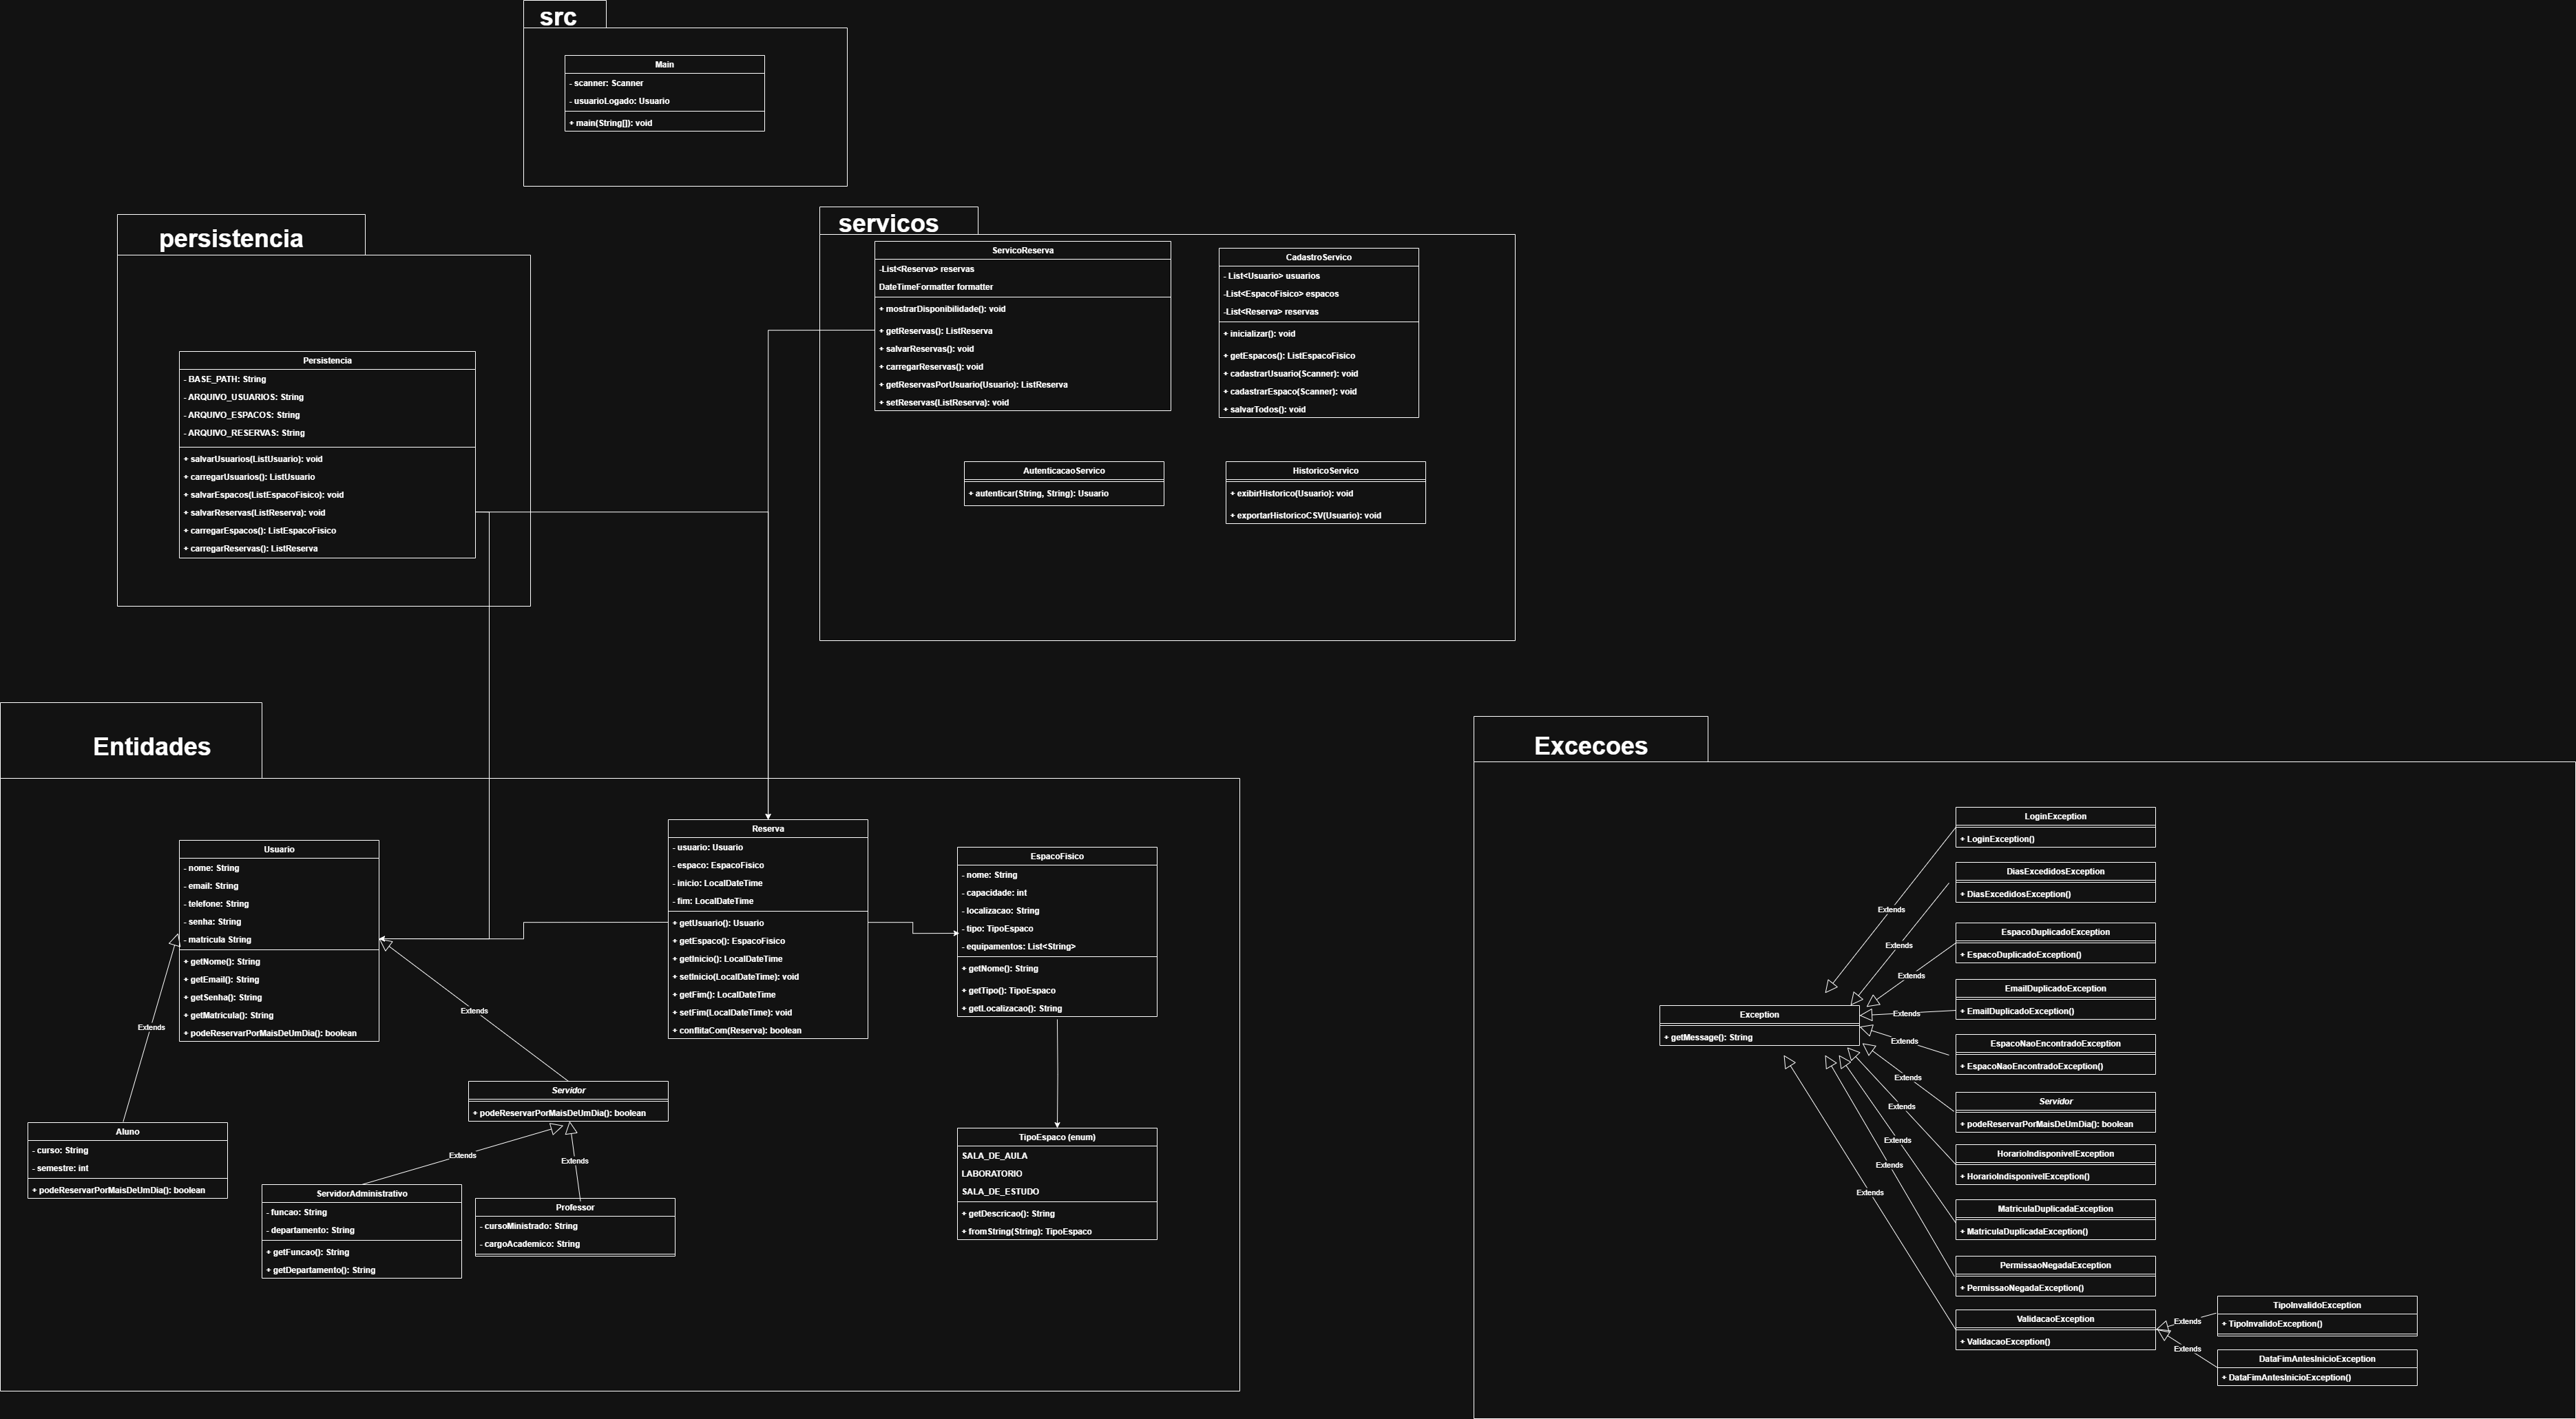 src
Main
- scanner: Scanner
- usuarioLogado: Usuario
+ main(String[]): void
persistencia
Persistencia
- BASE_PATH: String
- ARQUIVO_USUARIOS: String
- ARQUIVO_ESPACOS: String
- ARQUIVO_RESERVAS: String
+ salvarUsuarios(ListUsuario): void
+ carregarUsuarios(): ListUsuario
+ salvarEspacos(ListEspacoFisico): void
+ salvarReservas(ListReserva): void
+ carregarEspacos(): ListEspacoFisico
+ carregarReservas(): ListReserva
servicos
ServicoReserva
-List<Reserva> reservas
DateTimeFormatter formatter
+ mostrarDisponibilidade(): void
+ getReservas(): ListReserva
+ salvarReservas(): void
+ carregarReservas(): void
+ getReservasPorUsuario(Usuario): ListReserva
+ setReservas(ListReserva): void
CadastroServico
- List<Usuario> usuarios
-List<EspacoFisico> espacos
-List<Reserva> reservas
+ inicializar(): void
+ getEspacos(): ListEspacoFisico
+ cadastrarUsuario(Scanner): void
+ cadastrarEspaco(Scanner): void
+ salvarTodos(): void
AutenticacaoServico
+ autenticar(String, String): Usuario
HistoricoServico
+ exibirHistorico(Usuario): void
+ exportarHistoricoCSV(Usuario): void
Entidades
Usuario
- nome: String
- email: String
- telefone: String
- senha: String
- matricula String
+ getNome(): String
+ getEmail(): String
+ getSenha(): String
+ getMatricula(): String
+ podeReservarPorMaisDeUmDia(): boolean
Reserva
- usuario: Usuario
- espaco: EspacoFisico
- inicio: LocalDateTime
- fim: LocalDateTime
+ getUsuario(): Usuario
+ getEspaco(): EspacoFisico
+ getInicio(): LocalDateTime
+ setInicio(LocalDateTime): void
+ getFim(): LocalDateTime
+ setFim(LocalDateTime): void
+ conflitaCom(Reserva): boolean
EspacoFisico
- nome: String
- capacidade: int
- localizacao: String
- tipo: TipoEspaco
- equipamentos: List<String>
+ getNome(): String
+ getTipo(): TipoEspaco
+ getLocalizacao(): String
Extends
Extends
Servidor
+ podeReservarPorMaisDeUmDia(): boolean
Aluno
- curso: String
- semestre: int
+ podeReservarPorMaisDeUmDia(): boolean
Extends
Extends
ServidorAdministrativo
- funcao: String
- departamento: String
+ getFuncao(): String
+ getDepartamento(): String
Professor
- cursoMinistrado: String
- cargoAcademico: String
TipoEspaco (enum)
SALA_DE_AULA
LABORATORIO
SALA_DE_ESTUDO
+ getDescricao(): String
+ fromString(String): TipoEspaco
Excecoes
Exception
+ getMessage(): String
LoginException
+ LoginException()
Extends
DiasExcedidosException
+ DiasExcedidosException()
Extends
EspacoDuplicadoException
+ EspacoDuplicadoException()
Extends
EmailDuplicadoException
+ EmailDuplicadoException()
Extends
EspacoNaoEncontradoException
+ EspacoNaoEncontradoException()
Extends
Servidor
+ podeReservarPorMaisDeUmDia(): boolean
Extends
HorarioIndisponivelException
+ HorarioIndisponivelException()
Extends
MatriculaDuplicadaException
+ MatriculaDuplicadaException()
Extends
PermissaoNegadaException
+ PermissaoNegadaException()
Extends
ValidacaoException
+ ValidacaoException()
Extends
TipoInvalidoException
+ TipoInvalidoException()
Extends
DataFimAntesInicioException
+ DataFimAntesInicioException()
Extends